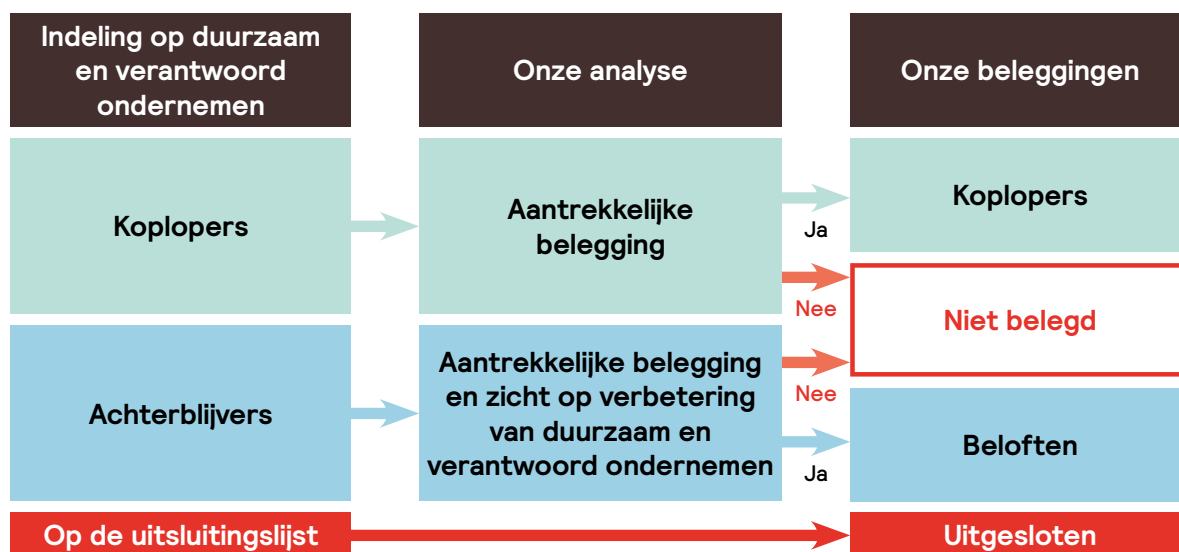 Indeling op duurzaam
en verantwoord
ondernemen
Onze analyse
Onze beleggingen
Koplopers
Aantrekkelijke
belegging
Ja
Koplopers
Nee
Niet belegd
Achterblijvers
Aantrekkelijke belegging
en zicht op verbetering
van duurzaam en
verantwoord ondernemen
Nee
Ja
Beloften
Op de uitsluitingslijst
Uitgesloten